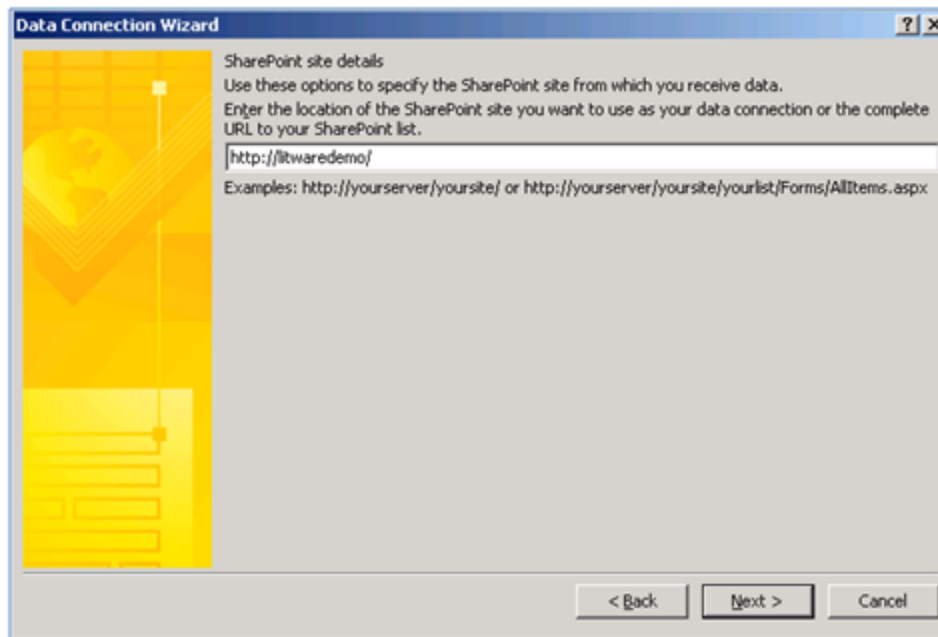 Data Connection Wizard
SharePoint site details
Use these options to specify the SharePoint site from which you receive data.
Enter the location of the SharePoint site you want to use as your data connection or the complete
URL to your SharePoint list.
http://litwaredemo/
Examples: http://yourserver/yoursite/ or http://yourserver/yoursite/yourlist/Forms/AllItems.aspx
< Back
Next >
Cancel